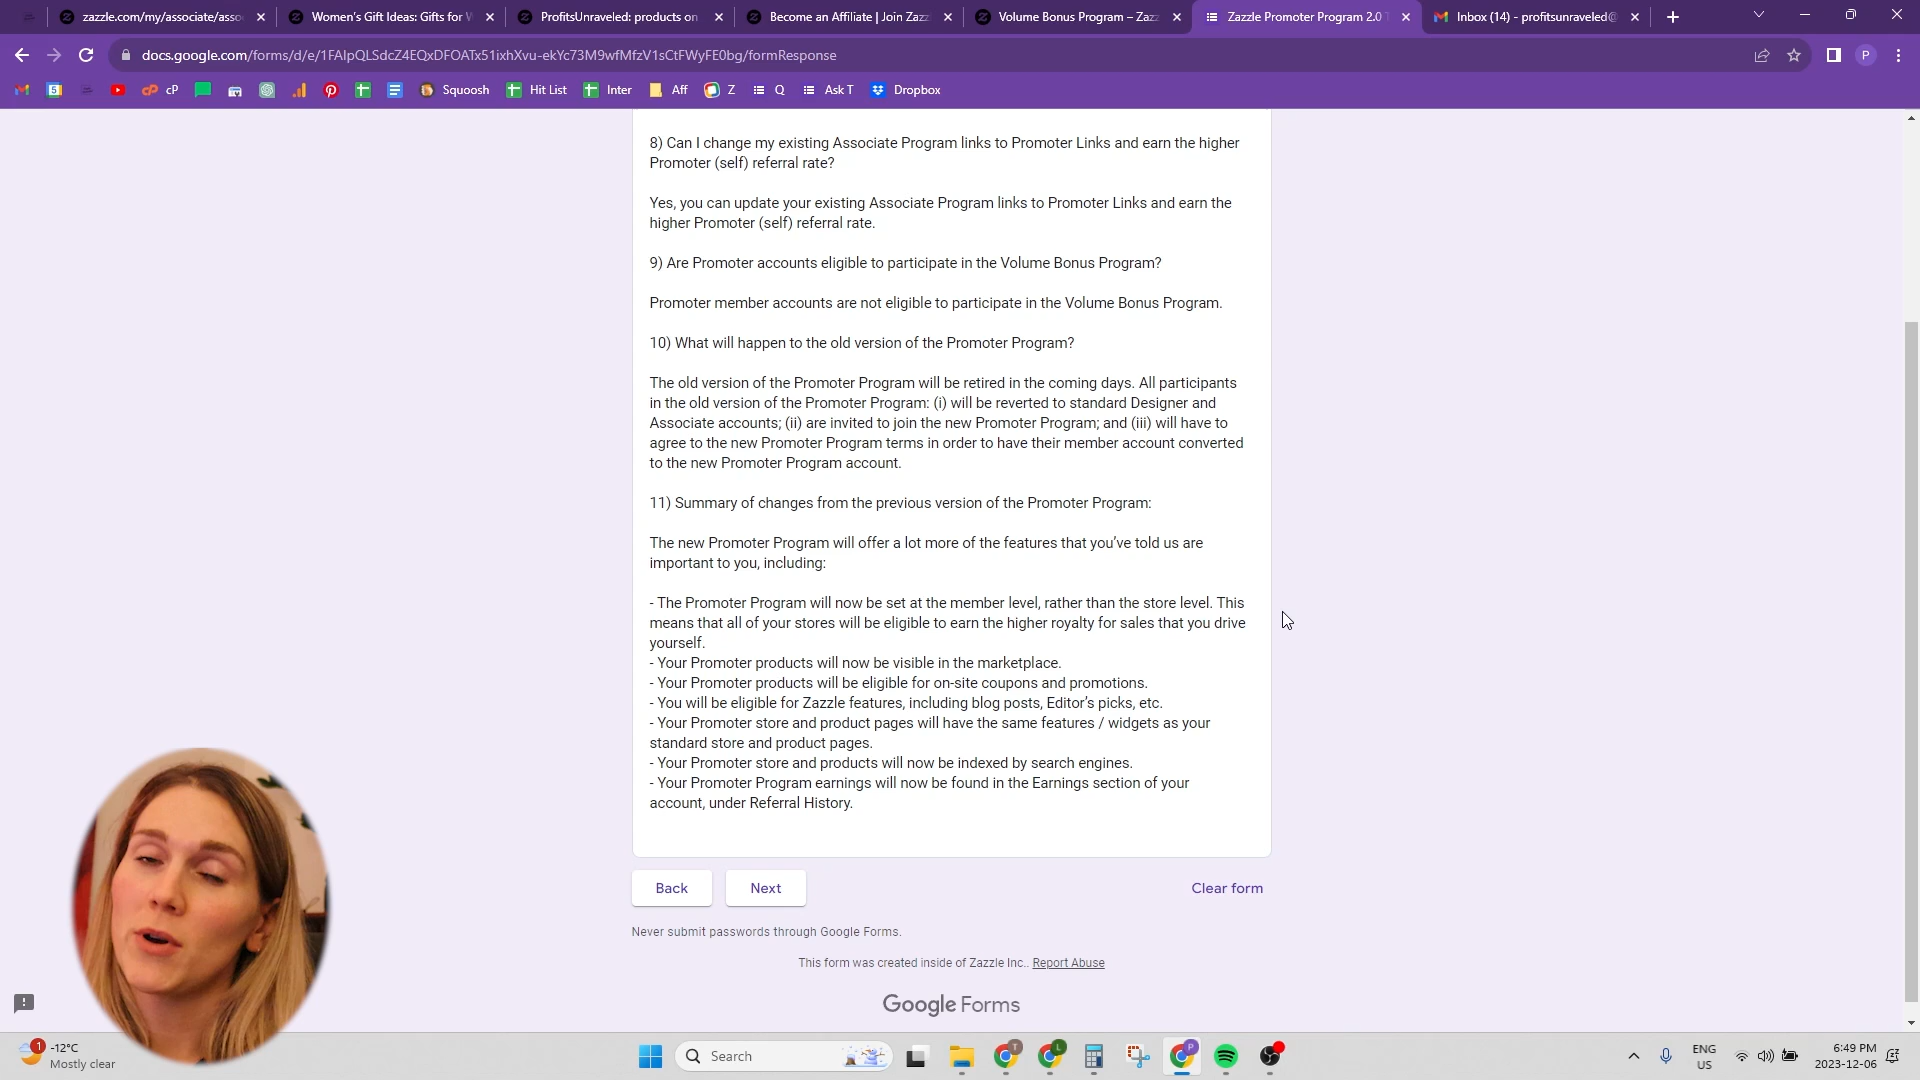 zazzle.com/my/associate/asso
Women's Gift Ideas: Gifts for W
ProfitsUnraveled: products on
Become an Affiliate | Join Zazz
Volume Bonus Program – Zazz
Zazzle Promoter Program 2.0 T
Inbox (14) - profitsunraveled@
docs.google.com/forms/d/e/1FAIpQLSdcZ4EQxDFOATx51ixhXvu-ekYc73M9wfMfzV1sCtFWyFE0bg/formResponse
P
5
cP
Squoosh
Hit List
Inter
Aff
Z
Q
Ask T
Dropbox
8) Can I change my existing Associate Program links to Promoter Links and earn the higher
Promoter (self) referral rate?
Yes, you can update your existing Associate Program links to Promoter Links and earn the
higher Promoter (self) referral rate.
9) Are Promoter accounts eligible to participate in the Volume Bonus Program?
Promoter member accounts are not eligible to participate in the Volume Bonus Program.
10) What will happen to the old version of the Promoter Program?
The old version of the Promoter Program will be retired in the coming days. All participants
in the old version of the Promoter Program: (i) will be reverted to standard Designer and
Associate accounts; (ii) are invited to join the new Promoter Program; and (iii) will have to
agree to the new Promoter Program terms in order to have their member account converted
to the new Promoter Program account.
11) Summary of changes from the previous version of the Promoter Program:
The new Promoter Program will offer a lot more of the features that you've told us are
important to you, including:
- The Promoter Program will now be set at the member level, rather than the store level. This
means that all of your stores will be eligible to earn the higher royalty for sales that you drive
yourself.
- Your Promoter products will now be visible in the marketplace.
- Your Promoter products will be eligible for on-site coupons and promotions.
- You will be eligible for Zazzle features, including blog posts, Editor's picks, etc.
- Your Promoter store and product pages will have the same features / widgets as your
standard store and product pages.
- Your Promoter store and products will now be indexed by search engines.
- Your Promoter Program earnings will now be found in the Earnings section of your
account, under Referral History.
Back
Next
Clear form
Never submit passwords through Google Forms.
This form was created inside of Zazzle Inc.. Report Abuse
Google Forms
1
-12°C
Mostly clear
Search
T
L
P
ENG
US
6:49 PM
2023-12-06